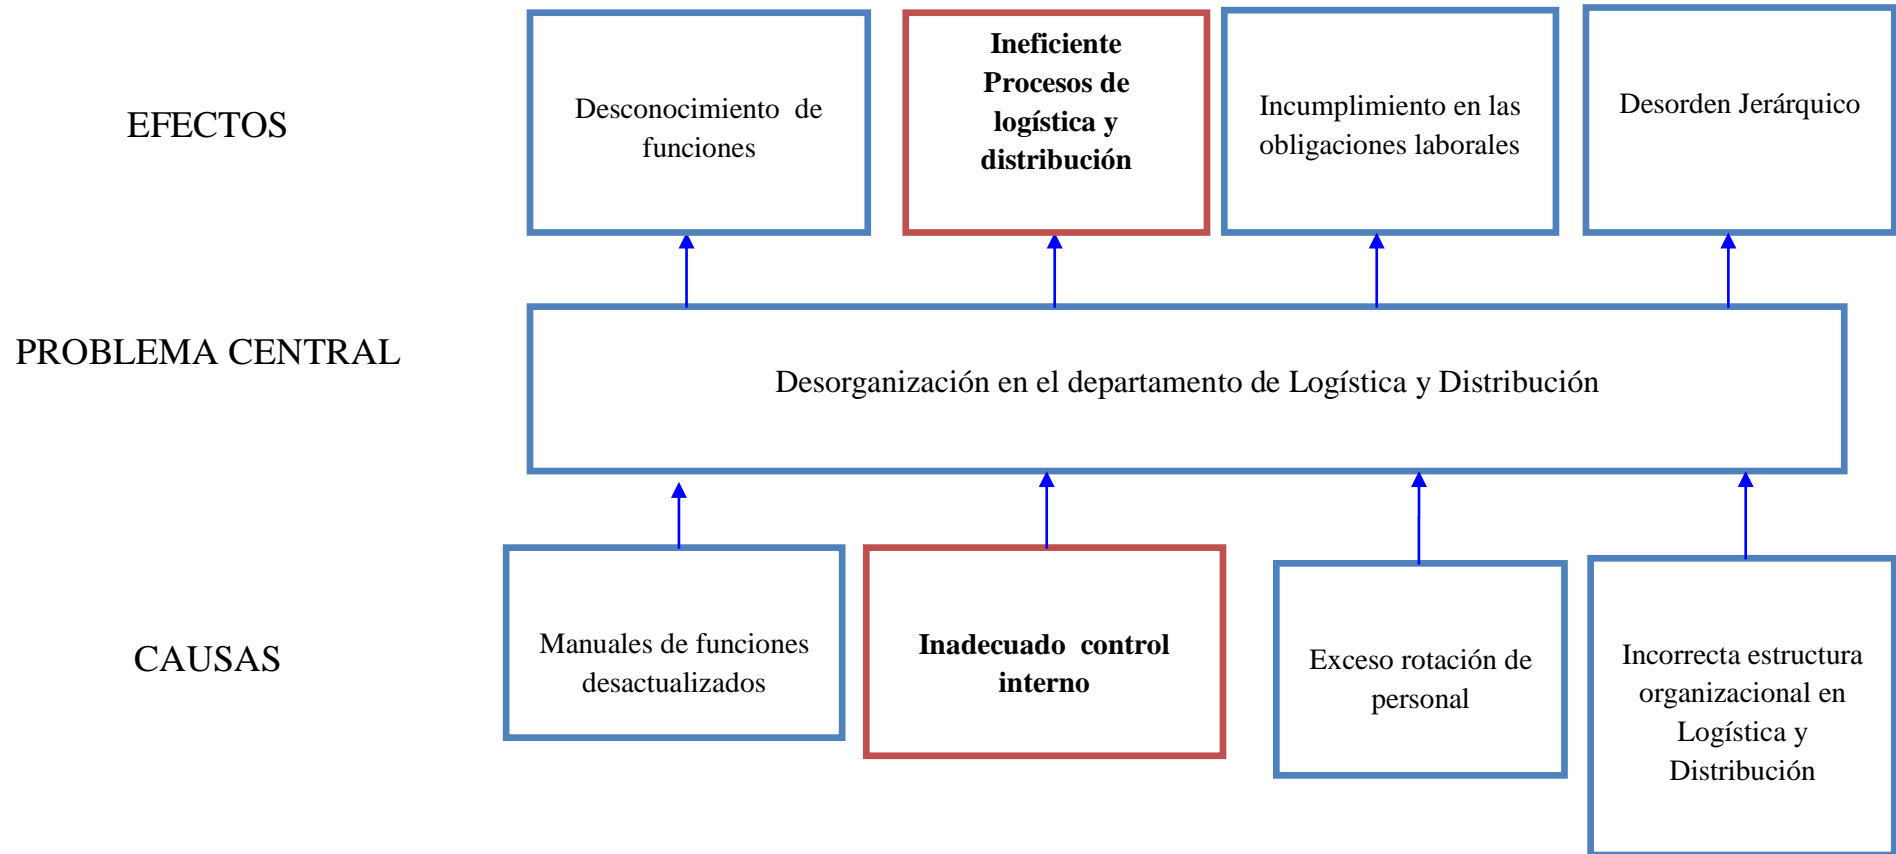 EFECTOS
Desconocimiento  de
funciones
Ineficiente
Procesos de
logística y
distribución
Incumplimiento en las
obligaciones laborales
Desorden Jerárquico
PROBLEMA CENTRAL
Desorganización en el departamento de Logística y Distribución
CAUSAS
Manuales de funciones
desactualizados
Inadecuado  control
interno
Exceso rotación de
personal
Incorrecta estructura
organizacional en
Logística y
Distribución